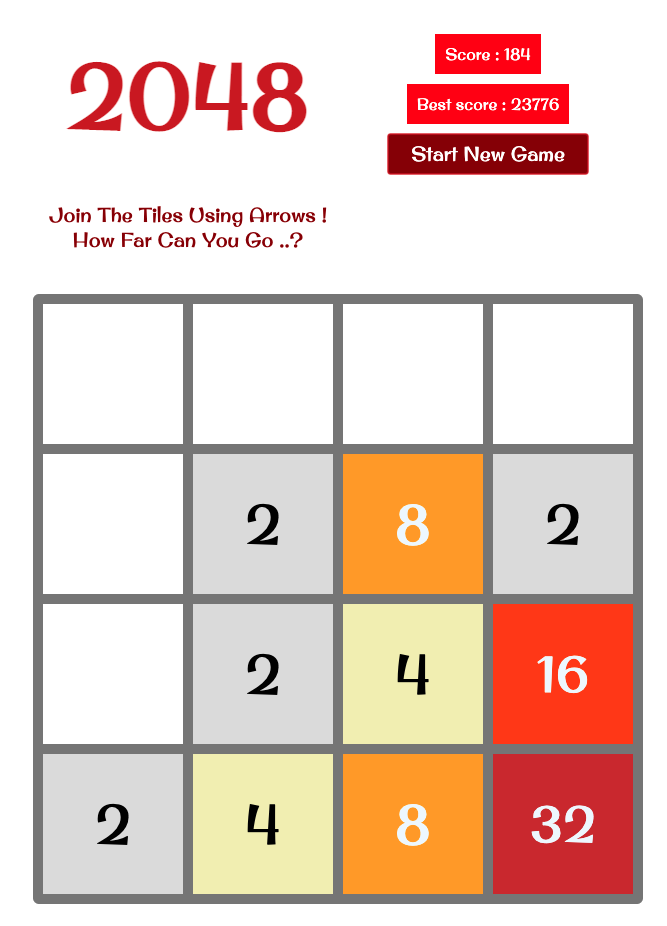 2048
Score : 184
Best score : 23776
Start New Game
Join The Tiles Using Arrows !
How Far Can You Go ..?
2 8 2
2 4 16
2 4 8 32